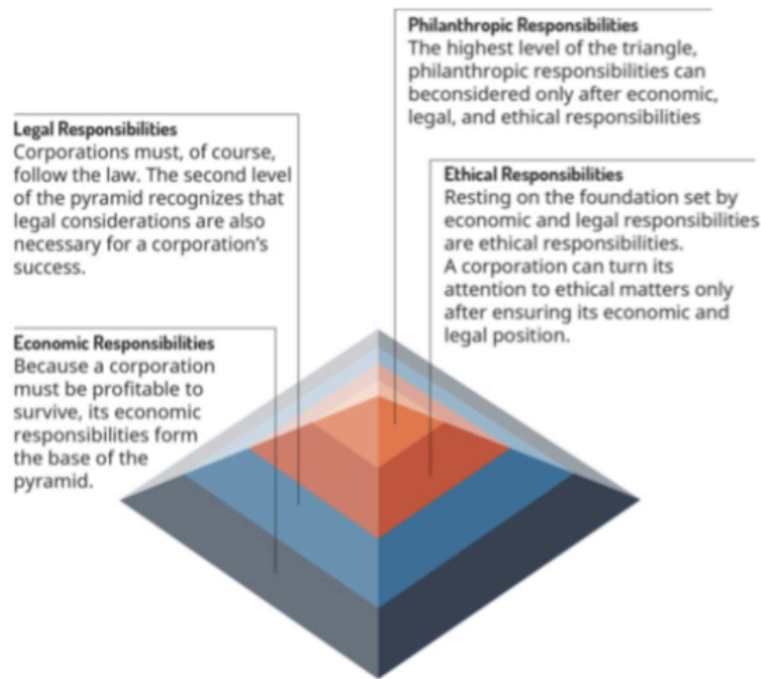 Philanthropic Responsibilities
The highest level of the triangle,
philanthropic responsibilities can
beconsidered only after economic,
legal, and ethical responsibilities
Legal Responsibilities
Corporations must, of course,
follow the law. The second level
of the pyramid recognizes that
legal considerations are also
necessary for a corporation's
success.
Ethical Responsibilities
Resting on the foundation set by
economic and legal responsibilities
are ethical responsibilities.
A corporation can turn its
attention to ethical matters only
after ensuring its economic and
legal position.
Economic Responsibilities
Because a corporation
must be profitable to
survive, its economic
responsibilities form
the base of the
pyramid.